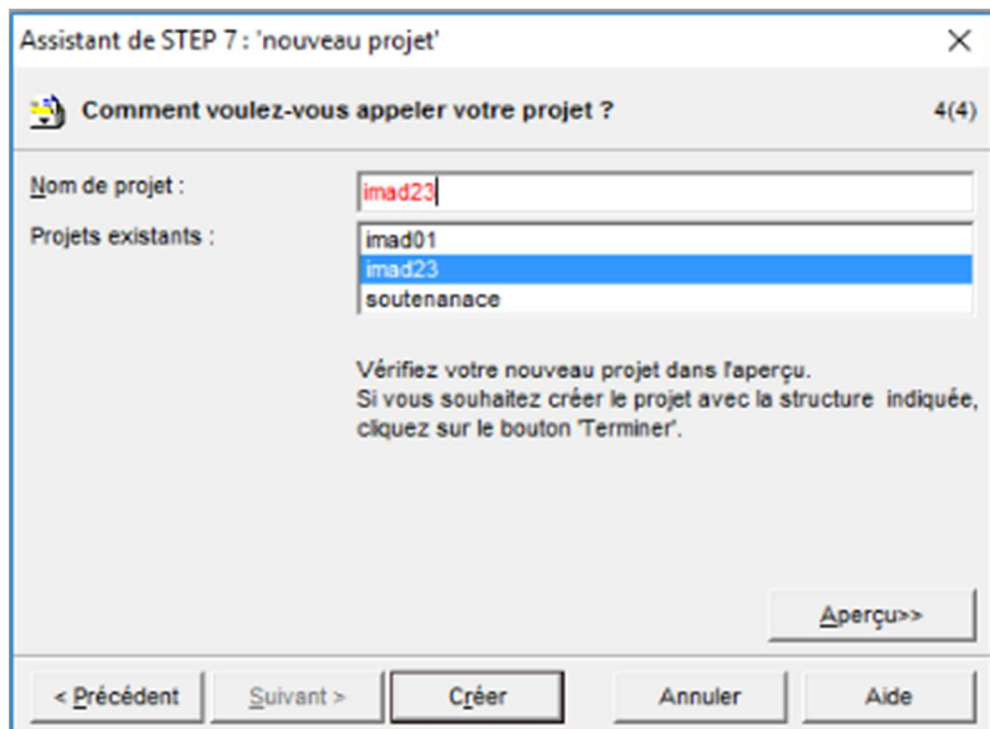 Assistant de STEP 7 : 'nouveau projet'
Comment voulez-vous appeler votre projet ? 4(4)
Nom de projet : imad23
Projets existants : imad01
imad23
soutenanace
Vérifiez votre nouveau projet dans l'aperçu.
Si vous souhaitez créer le projet avec la structure indiquée,
cliquez sur le bouton 'Terminer'.
Aperçu>>
< Précédent Suivant > Créer Annuler Aide